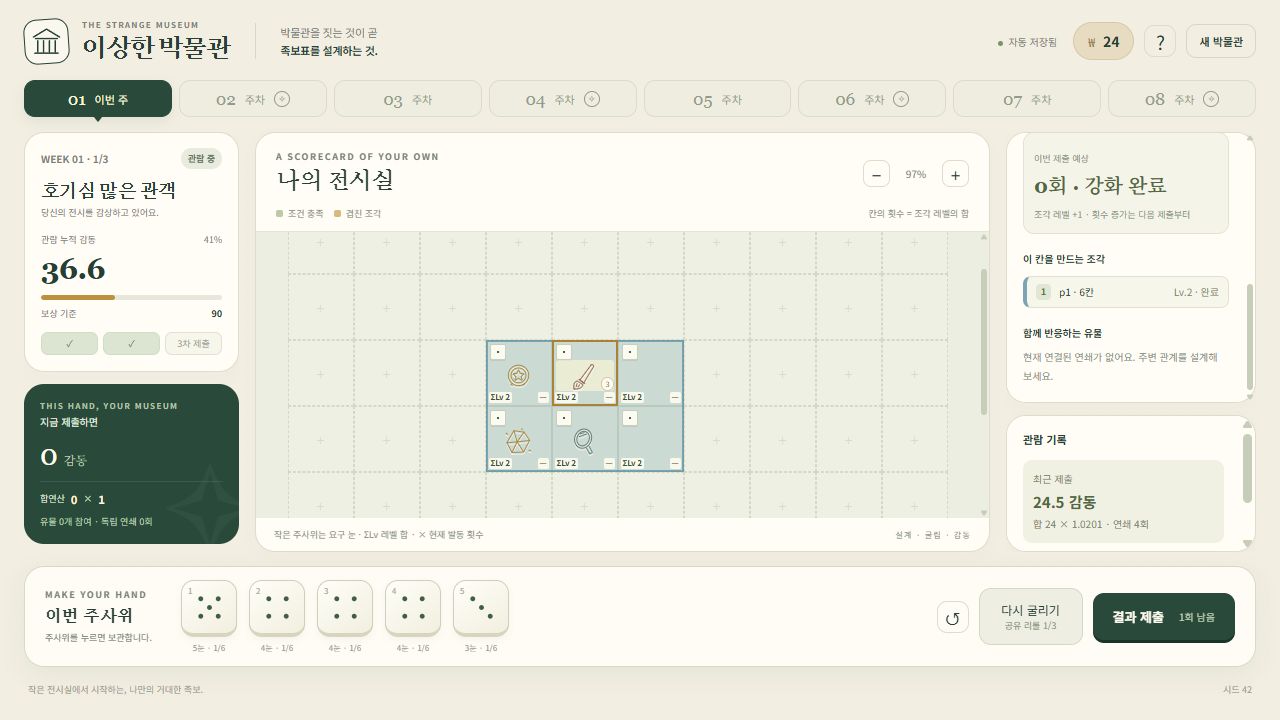 THE STRANGE MUSEUM
이상한 박물관
박물관을 짓는 것이 곧
족보표를 설계하는 것.
자동 저장됨
₩ 24
?
새 박물관
01 이번 주
02 주차
03 주차
04 주차
05 주차
06 주차
07 주차
08 주차
WEEK 01 · 1/3
관람 중
호기심 많은 관객
당신의 전시를 감상하고 있어요.
관람 누적 감동 41%
36.6
보상 기준 90
✓ ✓ 3차 제출
THIS HAND, YOUR MUSEUM
지금 제출하면
0 감동
합연산 0 × 1
유물 0개 참여 · 독립 연쇄 0회
A SCORECARD OF YOUR OWN
나의 전시실
− 97% +
조건 충족 겹친 조각
칸의 횟수 = 조각 레벨의 합
3
ΣLv 2 — ΣLv 2 — ΣLv 2 —
ΣLv 2 — ΣLv 2 — ΣLv 2 —
작은 주사위는 요구 눈 · ΣLv 레벨 합 · × 현재 발동 횟수
설계 · 굴림 · 감동
이번 제출 예상
0회 · 강화 완료
조각 레벨 +1 · 횟수 증가는 다음 제출부터
이 칸을 만드는 조각
1 p1 · 6칸 Lv.2 · 완료
함께 반응하는 유물
현재 연결된 연쇄가 없어요. 주변 관계를 설계해
보세요.
관람 기록
최근 제출
24.5 감동
합 24 × 1.0201 · 연쇄 4회
MAKE YOUR HAND
이번 주사위
주사위를 누르면 보관합니다.
1 2 3 4 5
5눈 · 1/6 4눈 · 1/6 4눈 · 1/6 4눈 · 1/6 3눈 · 1/6
다시 굴리기
공유 리롤 1/3
결과 제출 1회 남음
작은 전시실에서 시작하는, 나만의 거대한 족보.
시드 42